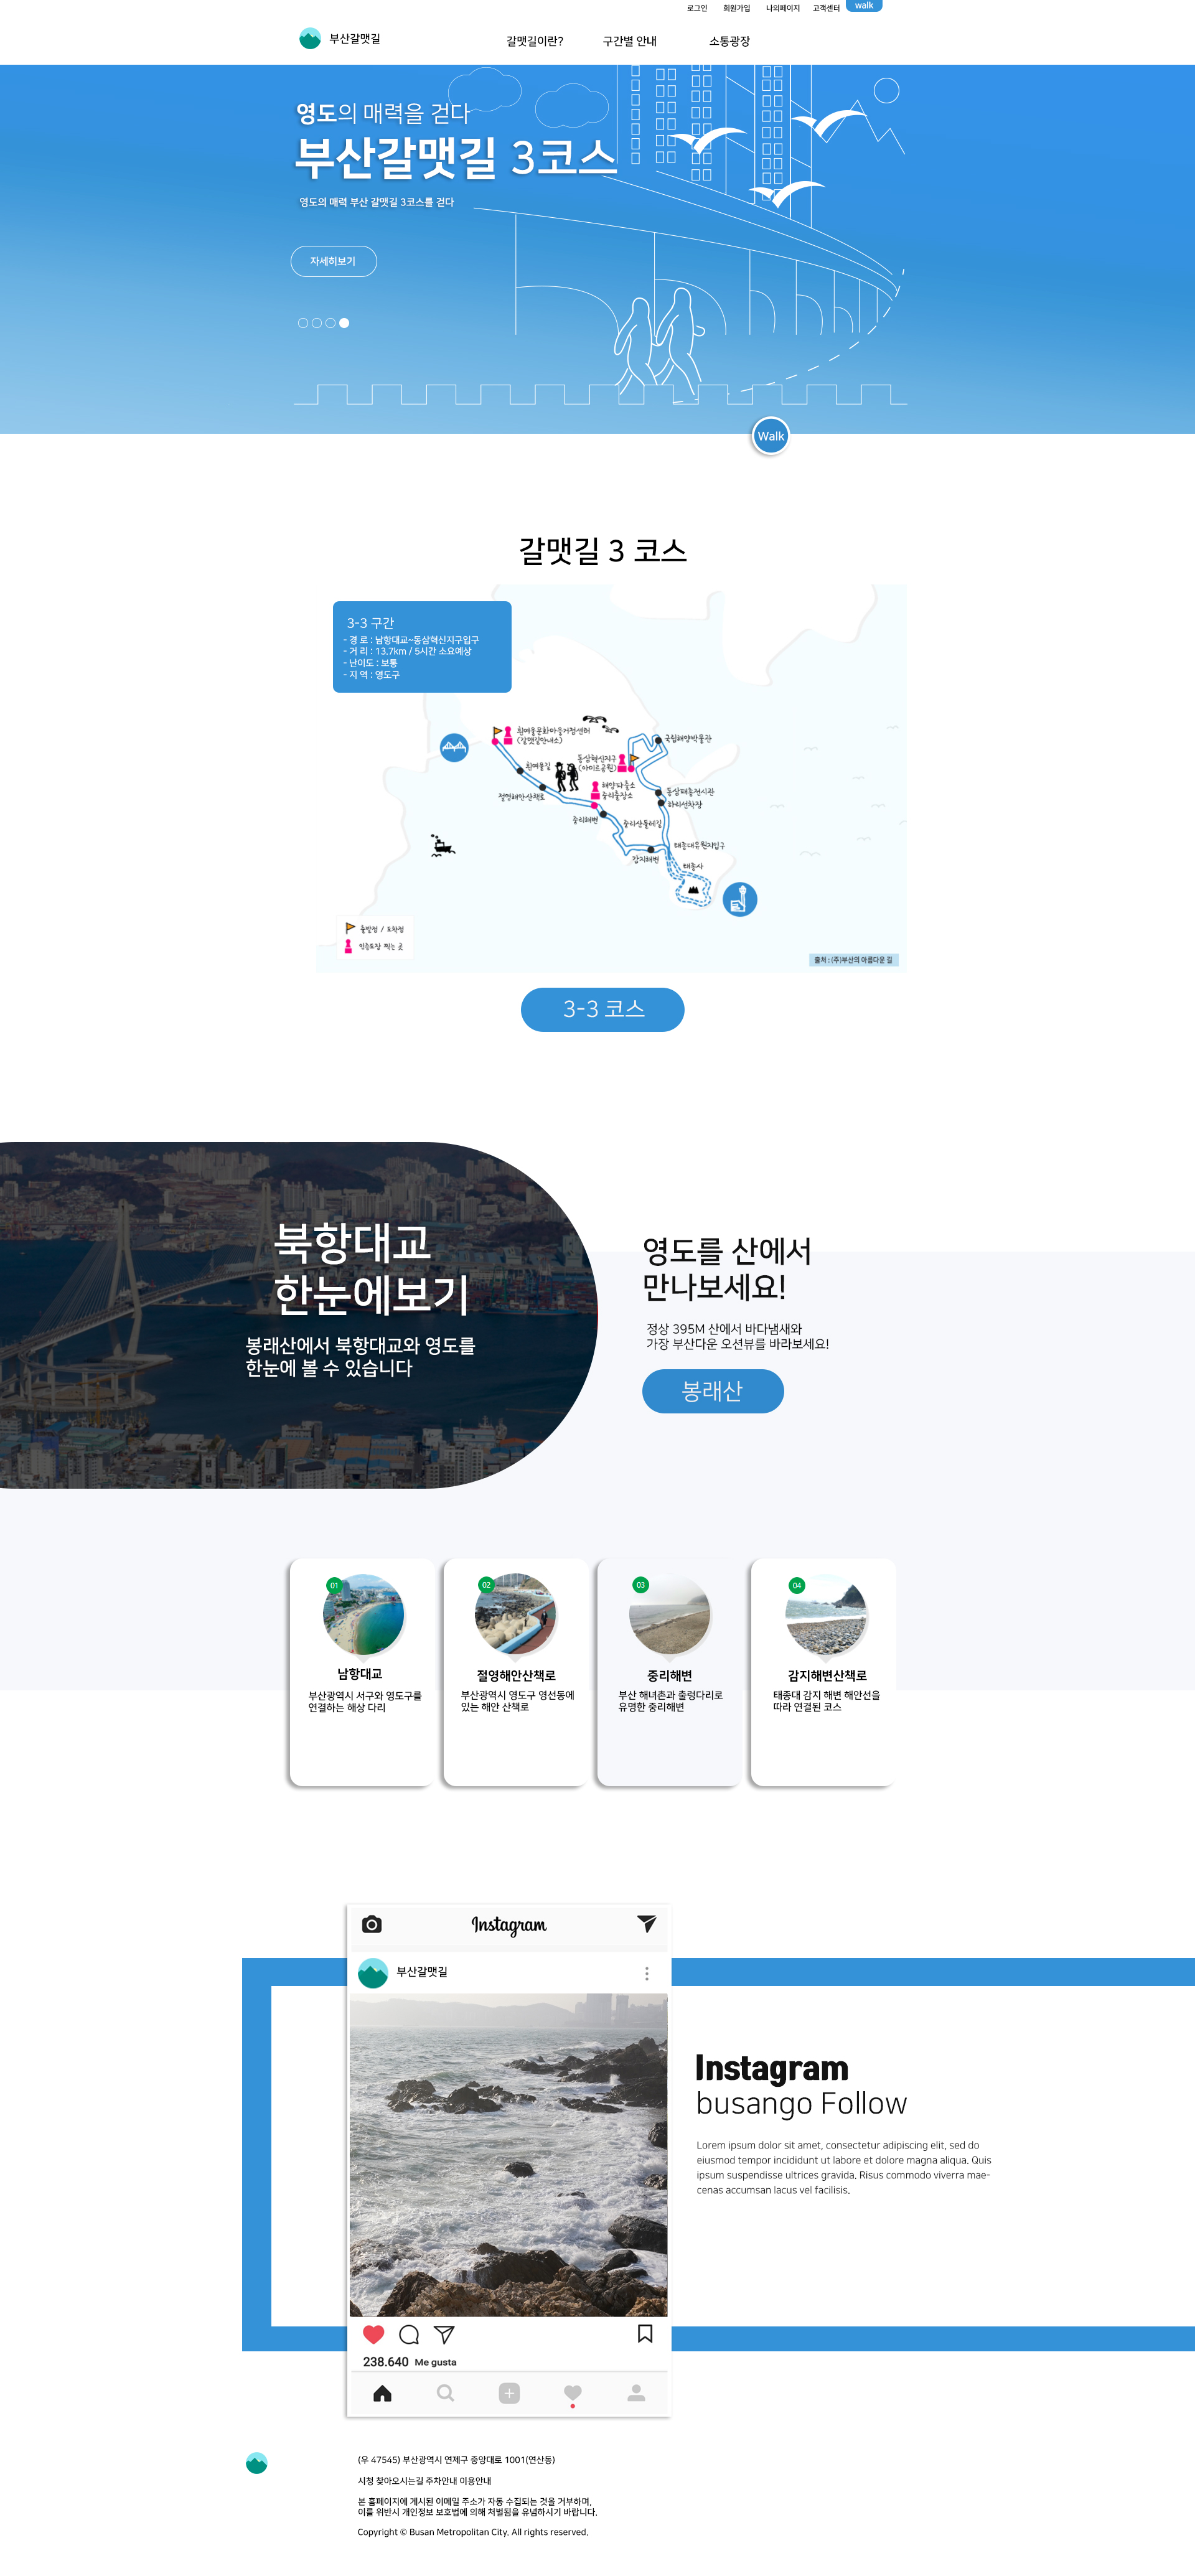 로그인 회원가입 나의페이지 고객센터 walk
부산갈맷길 갈맷길이란? 구간별 안내 소통광장
영도의 매력을 걷다
부산갈맷길 3코스
영도의 매력 부산 갈맷길 3코스를 걷다
자세히보기
Walk
갈맷길 3 코스
3-3 구간
- 경 로 : 남항대교~동삼혁신지구입구
- 거 리 : 13.7km / 5시간 소요예상
- 난이도 : 보통
- 지 역 : 영도구
흰여울문화마을거점센터
(갈맷길안내소)
국립해양박물관
동삼혁신지구
(아미르공원)
흰여울길
해양파출소
중리출장소
절영해안산책로
동삼패총전시관
하리선착장
중리해변
중리산둘레길
태종대유원지입구
감지해변
태종사
출발점 / 도착점
인증도장 찍는 곳
출처 : (주)부산의 아름다운 길
3-3 코스
북항대교
한눈에보기
봉래산에서 북항대교와 영도를
한눈에 볼 수 있습니다
영도를 산에서
만나보세요!
정상 395M 산에서 바다냄새와
가장 부산다운 오션뷰를 바라보세요!
봉래산
01
남항대교
부산광역시 서구와 영도구를
연결하는 해상 다리
02
절영해안산책로
부산광역시 영도구 영선동에
있는 해안 산책로
03
중리해변
부산 해녀촌과 출렁다리로
유명한 중리해변
04
감지해변산책로
태종대 감지 해변 해안선을
따라 연결된 코스
Instagram
부산갈맷길
238.640 Me gusta
Instagram
busango Follow
Lorem ipsum dolor sit amet, consectetur adipiscing elit, sed do
eiusmod tempor incididunt ut labore et dolore magna aliqua. Quis
ipsum suspendisse ultrices gravida. Risus commodo viverra mae-
cenas accumsan lacus vel facilisis.
(우 47545) 부산광역시 연제구 중앙대로 1001(연산동)
시청 찾아오시는길 주차안내 이용안내
본 홈페이지에 게시된 이메일 주소가 자동 수집되는 것을 거부하며,
이를 위반시 개인정보 보호법에 의해 처벌됨을 유념하시기 바랍니다.
Copyright © Busan Metropolitan City. All rights reserved.